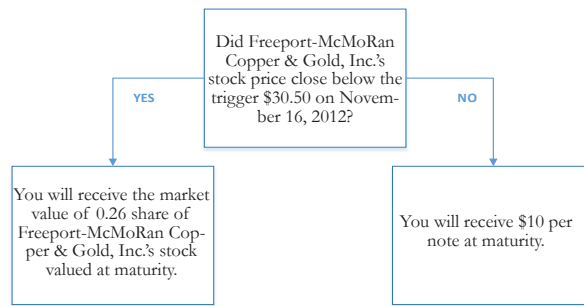 Did Freeport-McMoRan
Copper & Gold, Inc.'s
stock price close below the
trigger $30.50 on Novem-
ber 16, 2012?
YES
NO
You will receive the market
value of 0.26 share of
Freeport-McMoRan Cop-
per & Gold, Inc.'s stock
valued at maturity.
You will receive $10 per
note at maturity.